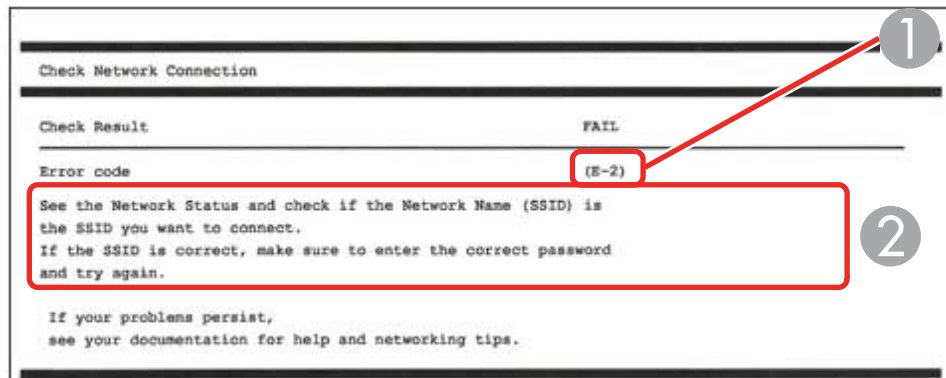 1
Check Network Connection
Check Result FAIL
Error code (E-2)
See the Network Status and check if the Network Name (SSID) is
the SSID you want to connect.
If the SSID is correct, make sure to enter the correct password
and try again.
2
If your problems persist,
see your documentation for help and networking tips.